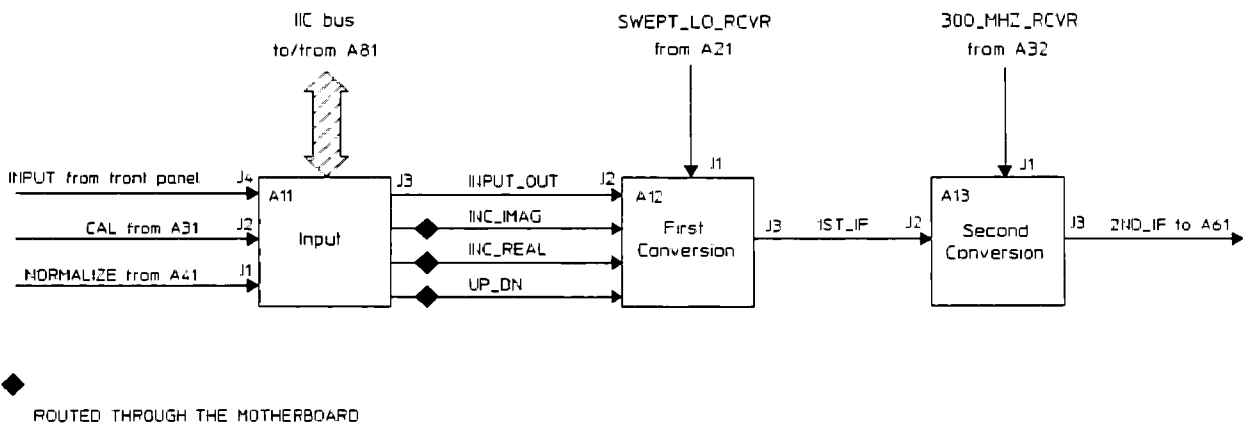 IIC bus
to/from A81
SWEPT_LO_RCVR
from A21
300_MHZ_RCVR
from A32
INPUT from front panel
J4
CAL from A31
J2
NORMALIZE from A41
J1
A11
Input
J3
INPUT_OUT
J2
INC_IMAG
INC_REAL
UP_DN
J1
A12
First
Conversion
J3
1ST_IF
J2
J1
A13
Second
Conversion
J3
2ND_IF to A61
ROUTED THROUGH THE MOTHERBOARD